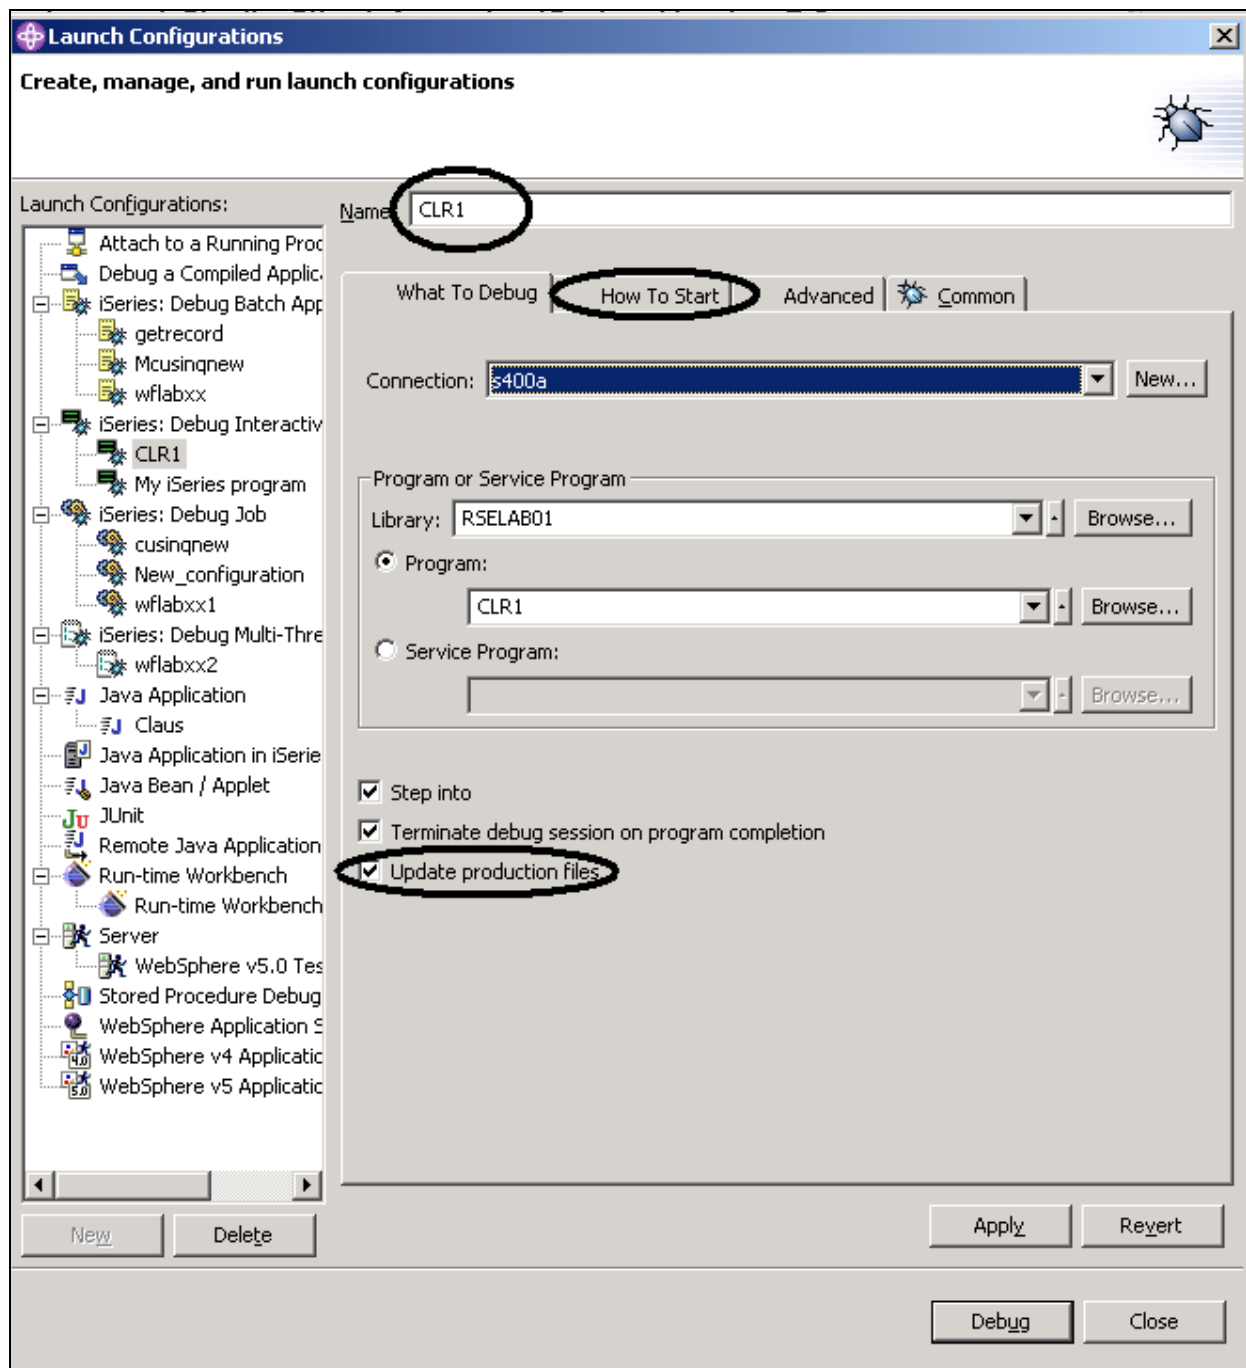 Launch Configurations
Create, manage, and run launch configurations
Launch Configurations:
Name
CLR1
Attach to a Running Proc
Debug a Compiled Applic
iSeries: Debug Batch App
getrecord
Mcusingnew
wflabxx
iSeries: Debug Interactiv
CLR1
My iSeries program
iSeries: Debug Job
cusingnew
New_configuration
wflabxx1
iSeries: Debug Multi-Thre
wflabxx2
Java Application
Claus
Java Application in iSerie
Java Bean / Applet
JUnit
Remote Java Application
Run-time Workbench
Run-time Workbench
Server
WebSphere v5.0 Tes
Stored Procedure Debug
WebSphere Application S
WebSphere v4 Applicatic
WebSphere v5 Applicatic
New
Delete
What To Debug
How To Start
Advanced
Common
Connection:
s400a
New...
Program or Service Program
Library:
RSELAB01
Browse...
Program:
CLR1
Browse...
Service Program:
Browse...
Step into
Terminate debug session on program completion
Update production files
Apply
Revert
Debug
Close